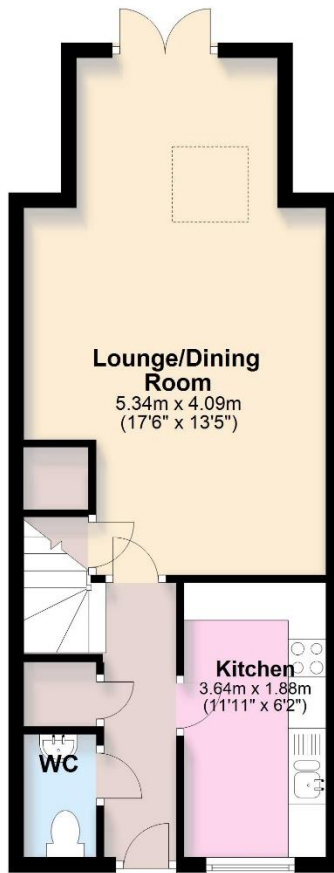 Lounge/Dining
Room
5.34m x 4.09m
(17'6" x 13'5")
Kitchen
3.64m x 1.88m
(11'11" x 6'2")
WC